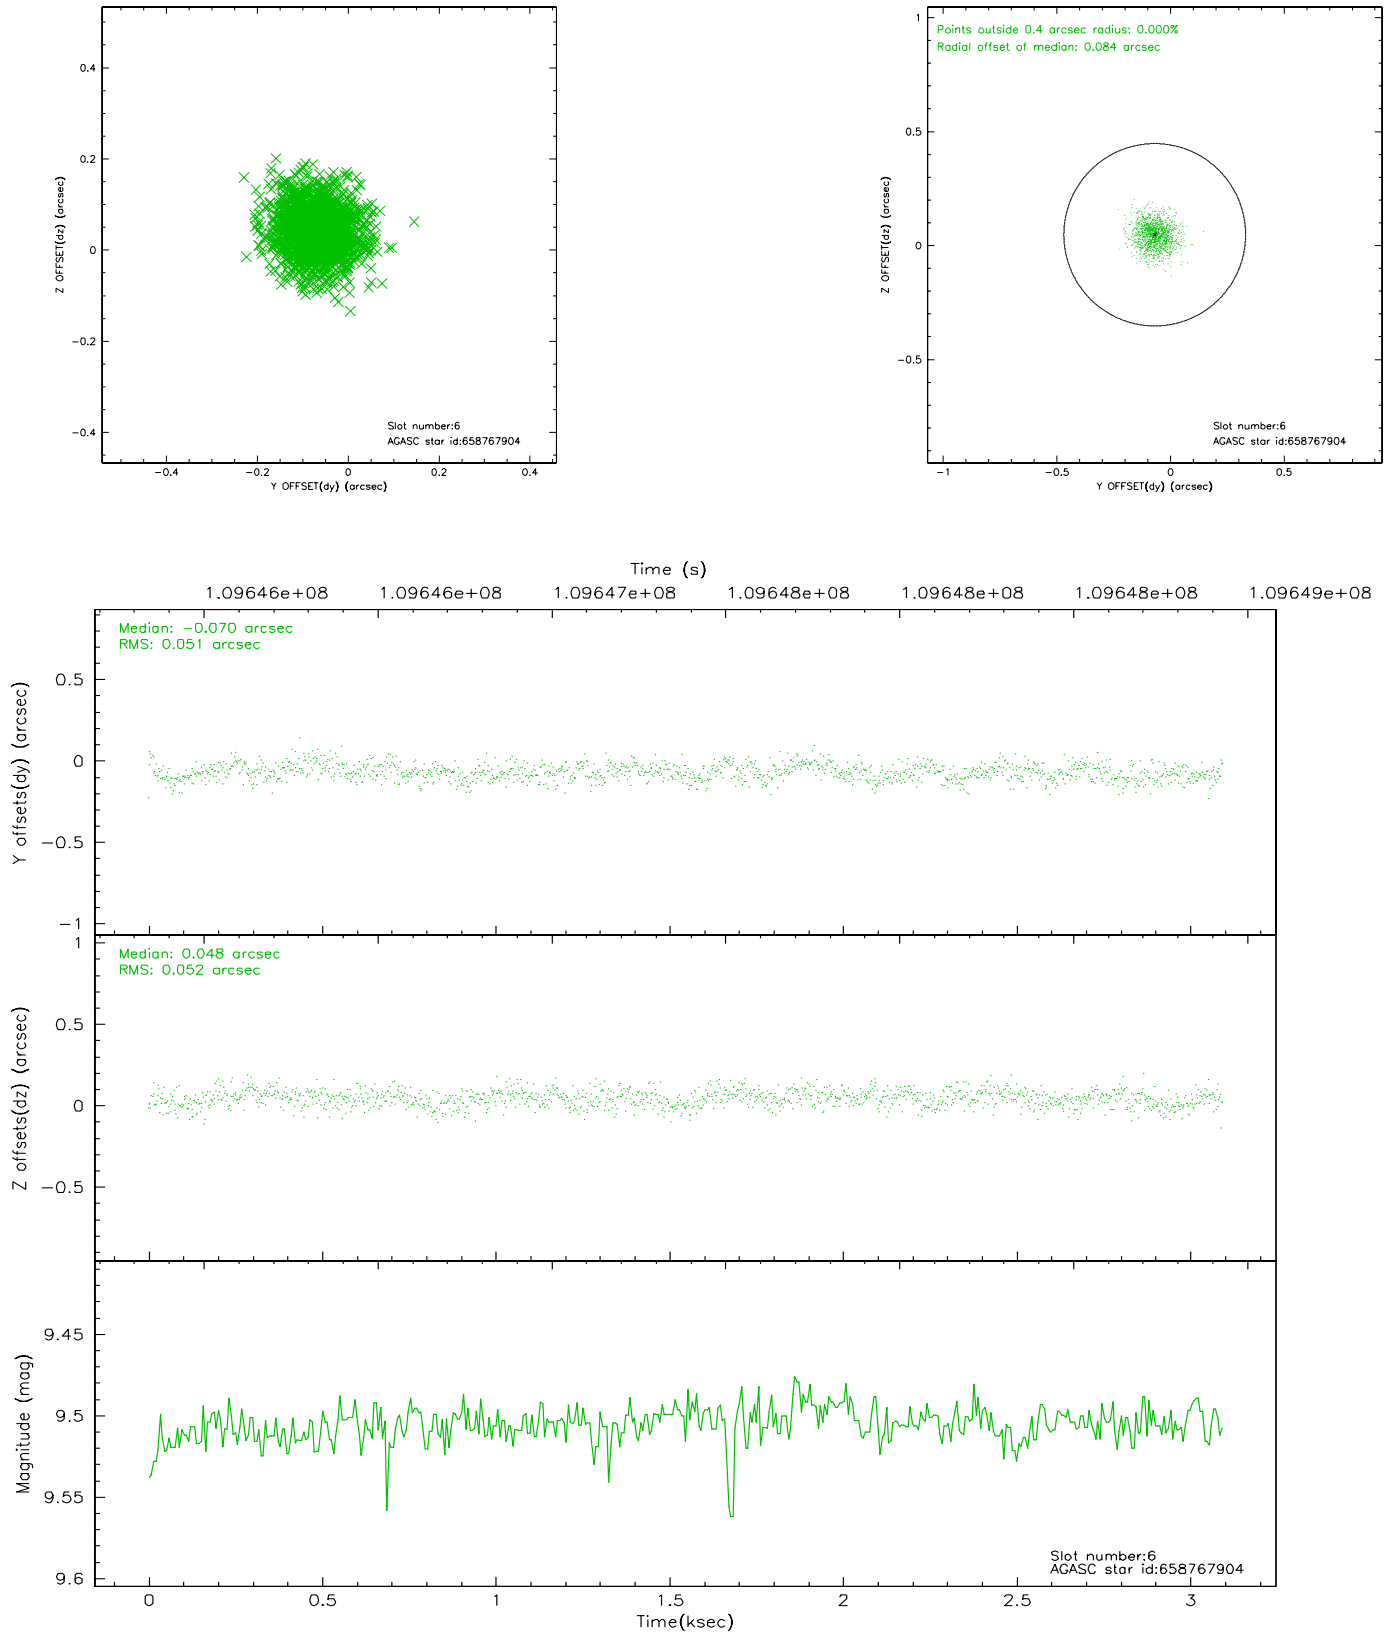 0.4
0.2
0
−0.2
−0.4
Z OFFSET(dz) (arcsec)
Slot number:6
AGASC star id:658767904
−0.4 −0.2 0 0.2 0.4
Y OFFSET(dy) (arcsec)
1
0.5
0
−0.5
Z OFFSET(dz) (arcsec)
Points outside 0.4 arcsec radius: 0.000%
Radial offset of median: 0.084 arcsec
Slot number:6
AGASC star id:658767904
−1 −0.5 0 0.5
Y OFFSET(dy) (arcsec)
Time (s)
1.09646e+08 1.09646e+08 1.09647e+08 1.09648e+08 1.09648e+08 1.09648e+08 1.09649e+08
Median: −0.070 arcsec
RMS: 0.051 arcsec
0.5
0
−0.5
−1
Y offsets(dy) (arcsec)
Median: 0.048 arcsec
RMS: 0.052 arcsec
1
0.5
0
−0.5
Z offsets(dz) (arcsec)
9.45
9.5
9.55
9.6
Magnitude (mag)
Slot number:6
AGASC star id:658767904
0 0.5 1 1.5 2 2.5 3
Time(ksec)